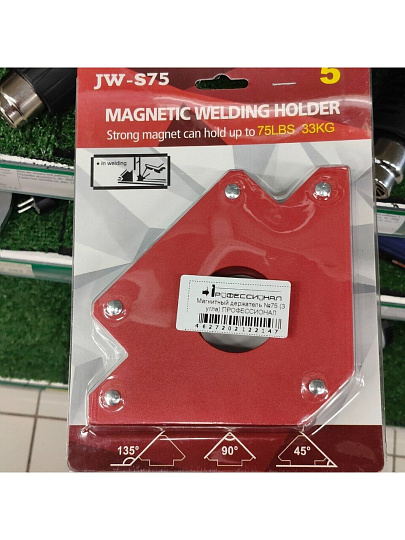 JW-S75
5
MAGNETIC WELDING HOLDER
Strong magnet can hold up to 75LBS 33KG
• in welding
ПРОФЕССИОНАЛ
Магнитный держатель №75 (3
угла) ПРОФЕССИОНАЛ
4627202122147
135° 90° 45°